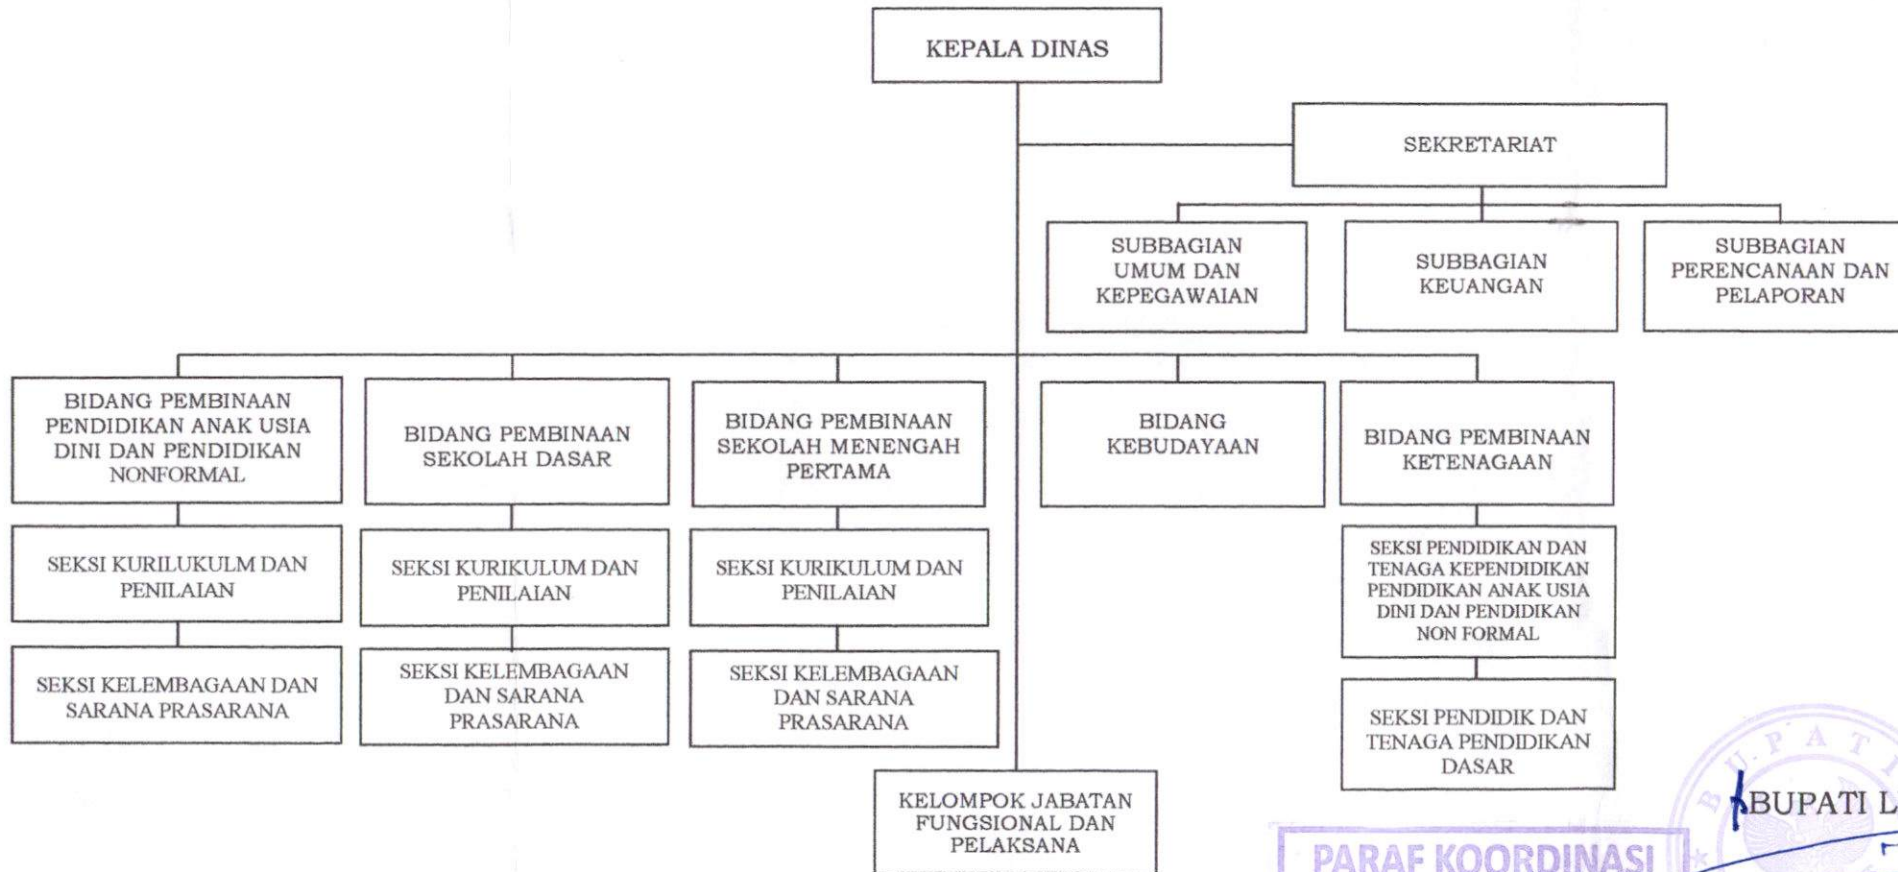 KEPALA DINAS
SEKRETARIAT
SUBBAGIAN
UMUM DAN
KEPEGAWAIAN
SUBBAGIAN
KEUANGAN
SUBBAGIAN
PERENCANAAN DAN
PELAPORAN
BIDANG PEMBINAAN
PENDIDIKAN ANAK USIA
DINI DAN PENDIDIKAN
NONFORMAL
BIDANG PEMBINAAN
SEKOLAH DASAR
BIDANG PEMBINAAN
SEKOLAH MENENGAH
PERTAMA
BIDANG
KEBUDAYAAN
BIDANG PEMBINAAN
KETENAGAAN
SEKSI KURILUKULM DAN
PENILAIAN
SEKSI KURIKULUM DAN
PENILAIAN
SEKSI KURIKULUM DAN
PENILAIAN
SEKSI PENDIDIKAN DAN
TENAGA KEPENDIDIKAN
PENDIDIKAN ANAK USIA
DINI DAN PENDIDIKAN
NON FORMAL
SEKSI KELEMBAGAAN DAN
SARANA PRASARANA
SEKSI KELEMBAGAAN
DAN SARANA
PRASARANA
SEKSI KELEMBAGAAN
DAN SARANA
PRASARANA
SEKSI PENDIDIK DAN
TENAGA PENDIDIKAN
DASAR
KELOMPOK JABATAN
FUNGSIONAL DAN
PELAKSANA
BUPATI
BUPATI L
PARAF KOORDINASI